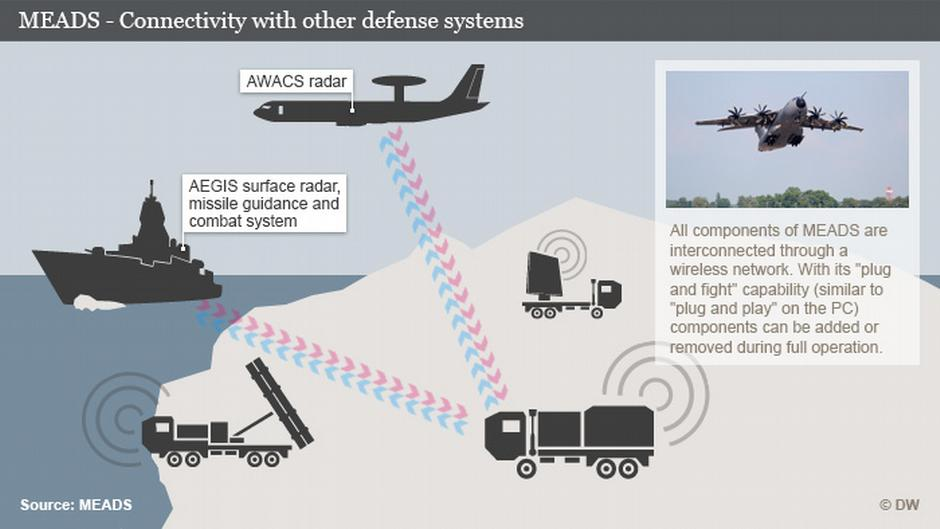 MEADS - Connectivity with other defense systems
AWACS radar
AEGIS surface radar,
missile guidance and
combat system
All components of MEADS are
interconnected through a
wireless network. With its "plug
and fight" capability (similar to
"plug and play" on the PC)
components can be added or
removed during full operation.
Source: MEADS
© DW